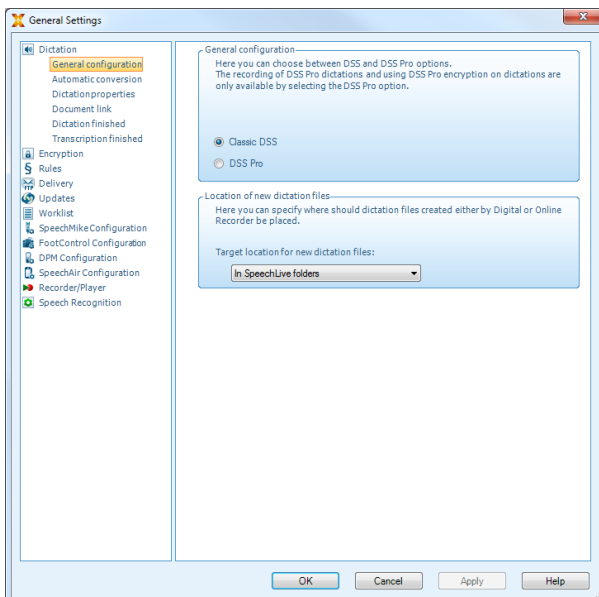 General Settings
Dictation
General configuration
Automatic conversion
Dictation properties
Document link
Dictation finished
Transcription finished
Encryption
Rules
Delivery
Updates
Worklist
SpeechMike Configuration
FootControl Configuration
DPM Configuration
SpeechAir Configuration
Recorder/Player
Speech Recognition
General configuration
Here you can choose between DSS and DSS Pro options.
The recording of DSS Pro dictations and using DSS Pro encryption on dictations are
only available by selecting the DSS Pro option.
Classic DSS
DSS Pro
Location of new dictation files
Here you can specify where should dictation files created either by Digital or Online
Recorder be placed.
Target location for new dictation files:
In SpeechLive folders
OK Cancel Apply Help